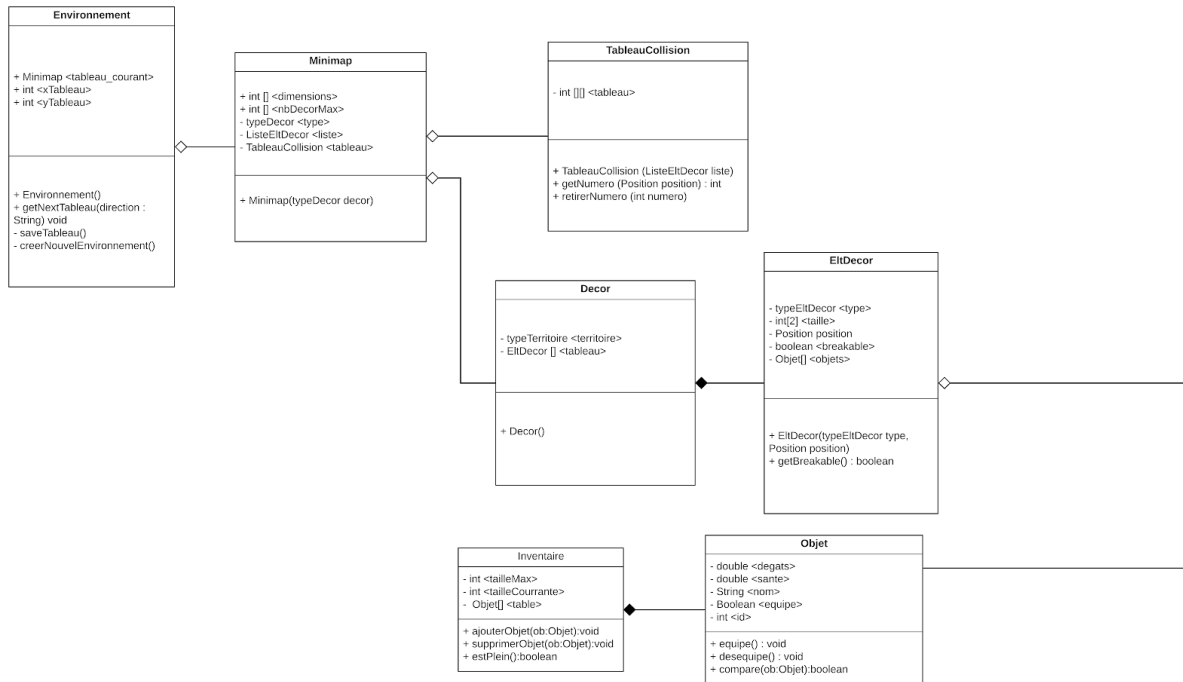 Environnement
+ Minimap <tableau_courant>
+ int <xTableau>
+ int <yTableau>
+ Environnement()
+ getNextTableau(direction :
String) void
- saveTableau()
- creerNouvelEnvironnement()
Minimap
+ int [] <dimensions>
+ int [] <nbDecorMax>
- typeDecor <type>
- ListeEltDecor <liste>
- TableauCollision <tableau>
+ Minimap(typeDecor decor)
TableauCollision
- int [][] <tableau>
+ TableauCollision (ListeEltDecor liste)
+ getNumero (Position position) : int
+ retirerNumero (int numero)
Decor
- typeTerritoire <territoire>
- EltDecor [] <tableau>
+ Decor()
EltDecor
- typeEltDecor <type>
- int[2] <taille>
- Position position
- boolean <breakable>
- Objet[] <objets>
+ EltDecor(typeEltDecor type,
Position position)
+ getBreakable() : boolean
Inventaire
- int <tailleMax>
- int <tailleCourrante>
- Objet[] <table>
+ ajouterObjet(ob:Objet):void
+ supprimerObjet(ob:Objet):void
+ estPlein():boolean
Objet
- double <degats>
- double <sante>
- String <nom>
- Boolean <equipe>
- int <id>
+ equipe() : void
+ desequipe() : void
+ compare(ob:Objet):boolean